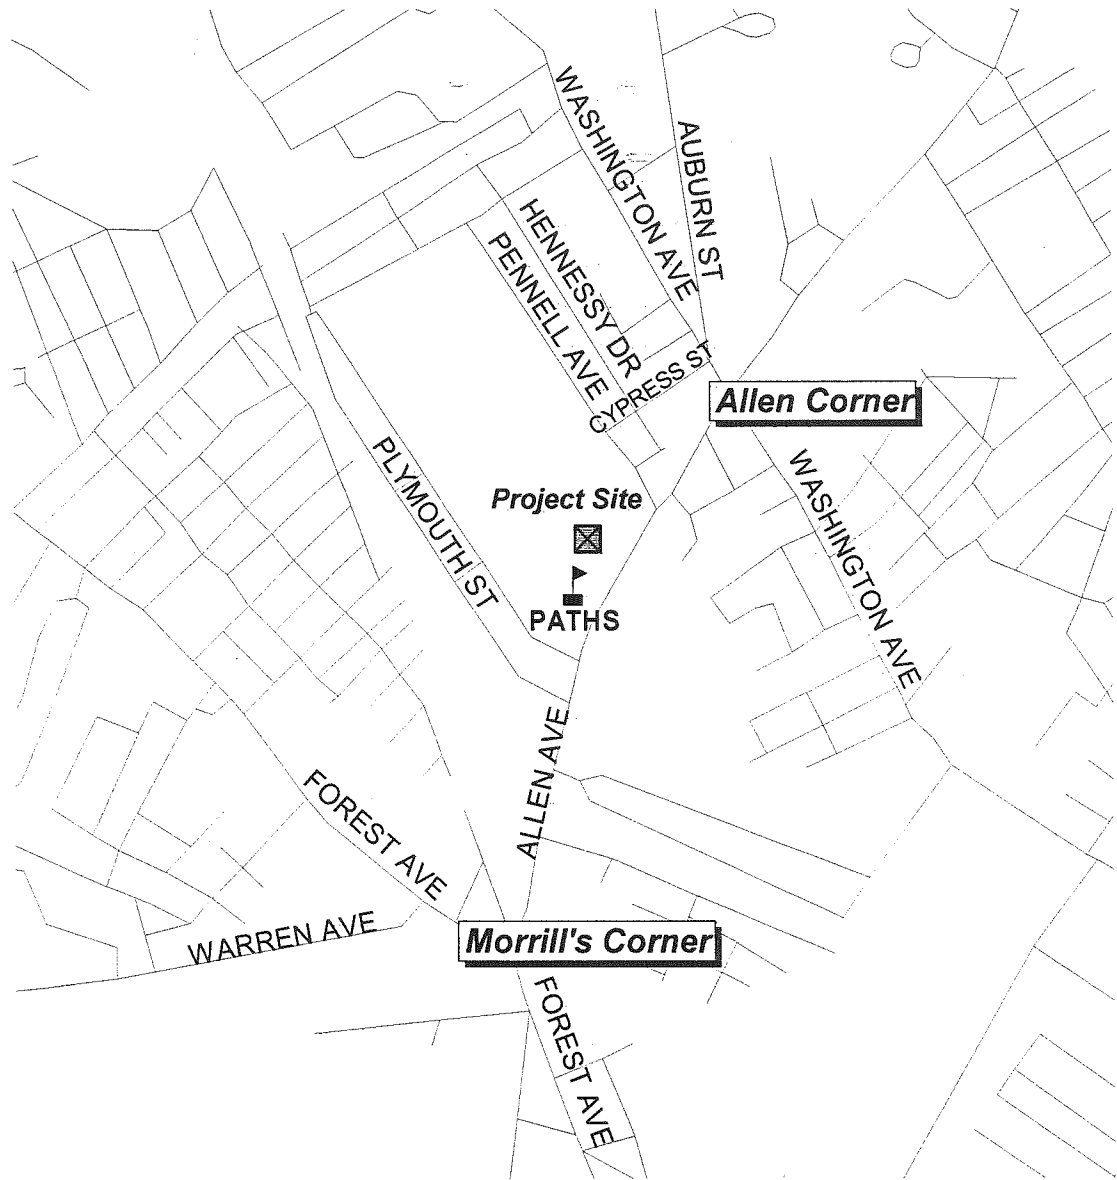 WASHINGTON AVE
AUBURN ST
HENNESSY DR
PENNELL AVE
CYPRESS ST
Allen Corner
PLYMOUTH ST
WASHINGTON AVE
Project Site
PATHS
ALLEN AVE
FOREST AVE
WARREN AVE
Morrill's Corner
FOREST AVE